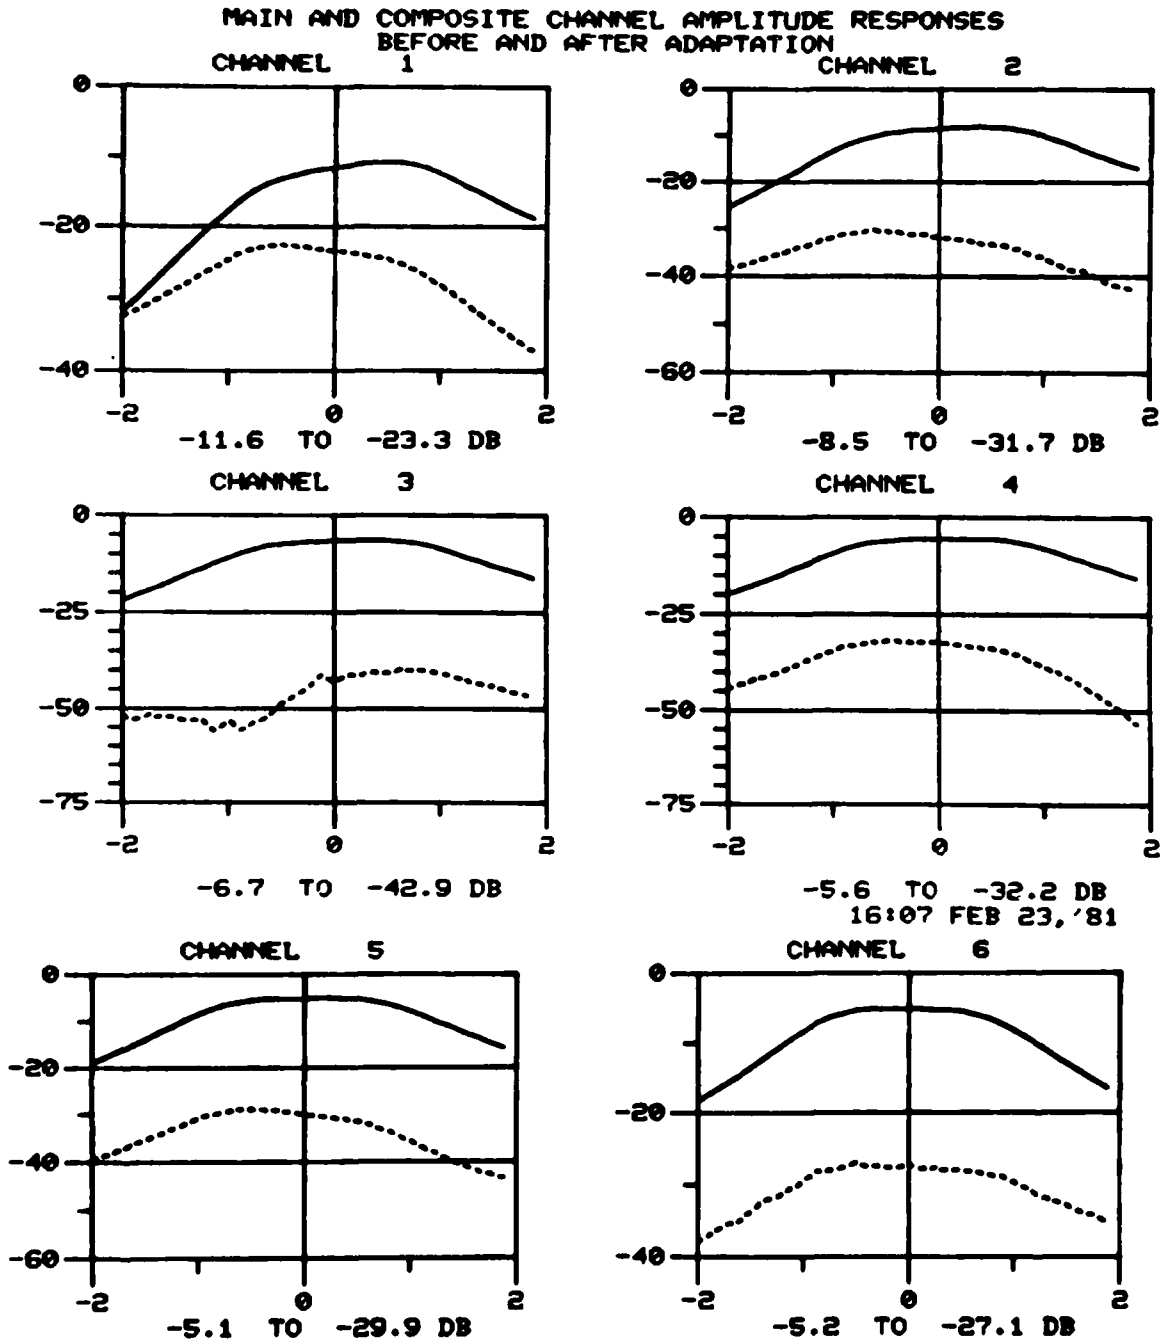 MAIN AND COMPOSITE CHANNEL AMPLITUDE RESPONSES
BEFORE AND AFTER ADAPTATION
CHANNEL 1
0
-20
-40
-2 0 2
-11.6 TO -23.3 DB
CHANNEL 2
0
-20
-40
-60
-2 0 2
-8.5 TO -31.7 DB
CHANNEL 3
0
-25
-50
-75
-2 0 2
-6.7 TO -42.9 DB
CHANNEL 4
0
-25
-50
-75
-2 0 2
-5.6 TO -32.2 DB
16:07 FEB 23,'81
CHANNEL 5
0
-20
-40
-60
-2 0 2
-5.1 TO -29.9 DB
CHANNEL 6
0
-20
-40
-2 0 2
-5.2 TO -27.1 DB